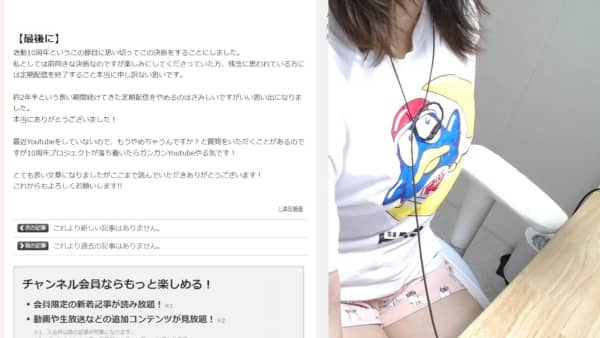 【最後に】
活動10周年というこの節目に思い切ってこの決断をすることにしました。
私としては前向きな決断なのですが楽しみにしてくださっていた方、残念に思われている方に
は定期配信を終了すること本当に申し訳ない思いです。
約2年半という長い期間続けてきた定期配信をやめるのはさみしいですがいい思い出になりまし
た。
本当にありがとうございました！
最近Youtubeをしていないので、もうやめちゃうんですか？と質問をいただくことがあるので
すが10周年プロジェクトが落ち着いたらガンガンYoutubeやる気です！
とても長い文章になりましたがここまで読んでいただきありがとうございます！
これからもよろしくお願いします!!
次の記事 これより新しい記事はありません。
前の記事 これより過去の記事はありません。
チャンネル会員ならもっと楽しめる！
・会員限定の新着記事が読み放題！※1
・動画や生放送などの追加コンテンツが見放題！※2